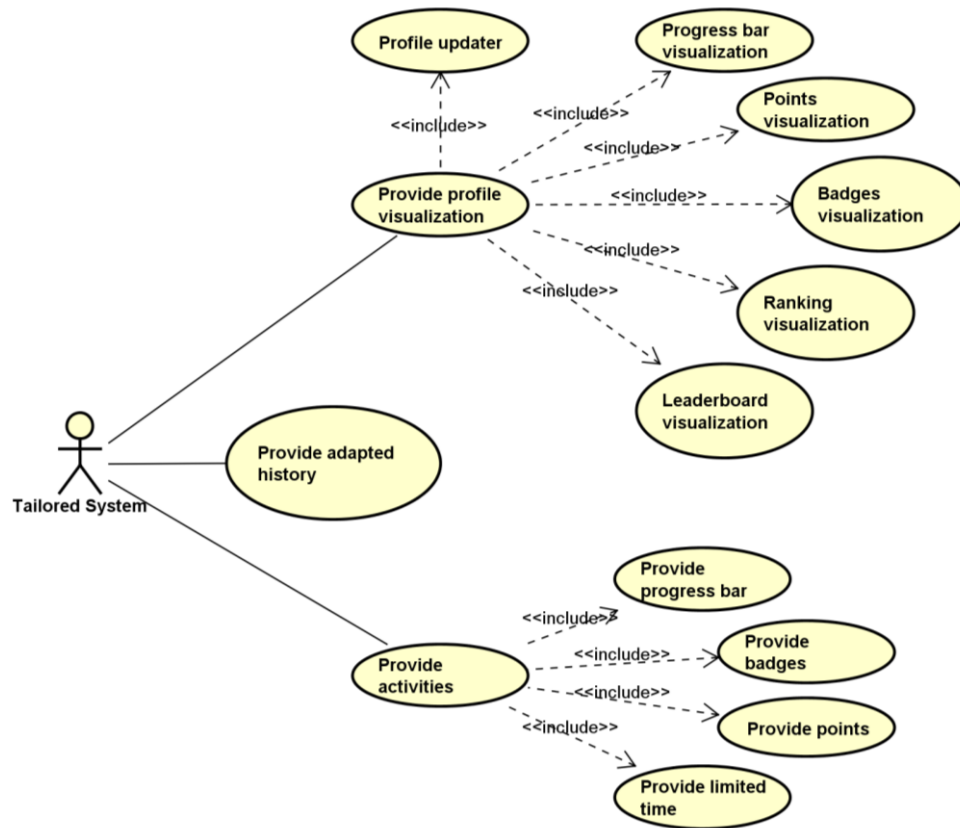 Profile updater
Progress bar
visualization
<<include>>
<<include>>
Points
visualization
<<include>>
Provide profile
visualization
<<include>>
Badges
visualization
<<include>>
<<include>>
Ranking
visualization
Leaderboard
visualization
Provide adapted
history
Tailored System
Provide
progress bar
<<include>>
Provide
badges
<<include>>
Provide
activities
<<include>>
Provide points
<<include>>
Provide limited
time